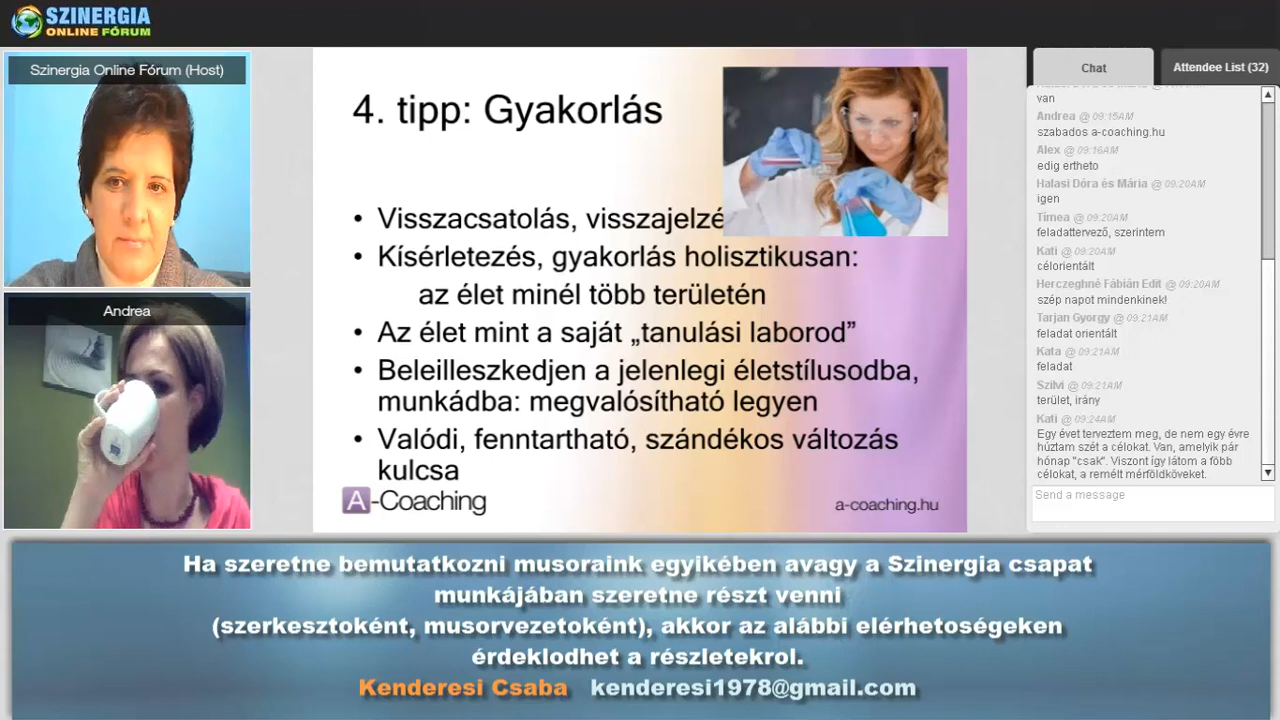 SZINERGIA
ONLINE FÓRUM
Szinergia Online Fórum (Host)
Andrea
4. tipp: Gyakorlás
• Visszacsatolás, visszajelzé
• Kísérletezés, gyakorlás holisztikusan:
az élet minél több területén
• Az élet mint a saját „tanulási laborod”
• Beleilleszkedjen a jelenlegi életstílusodba,
munkádba: megvalósítható legyen
• Valódi, fenntartható, szándékos változás
kulcsa
A-Coaching
a-coaching.hu
Chat
Attendee List (32)
van
Andrea @ 09:15AM
szabados a-coaching.hu
Alex @ 09:16AM
edig ertheto
Halasi Dóra és Mária @ 09:20AM
igen
Tímea @ 09:20AM
feladattervező, szerintem
Kati @ 09:20AM
célorientált
Herczeghné Fábián Edit @ 09:20AM
szép napot mindenkinek!
Tarjan Gyorgy @ 09:21AM
feladat orientált
Kata @ 09:21AM
feladat
Szilvi @ 09:21AM
terület, irány
Kati @ 09:24AM
Egy évet terveztem meg, de nem egy évre
húztam szét a célokat. Van, amelyik pár
hónap "csak". Viszont így látom a főbb
célokat, a remélt mérföldköveket.
Send a message
Ha szeretne bemutatkozni musoraink egyikében avagy a Szinergia csapat
munkájában szeretne részt venni
(szerkesztoként, musorvezetoként), akkor az alábbi elérhetoségeken
érdeklodhet a részletekrol.
Kenderesi Csaba kenderesi1978@gmail.com